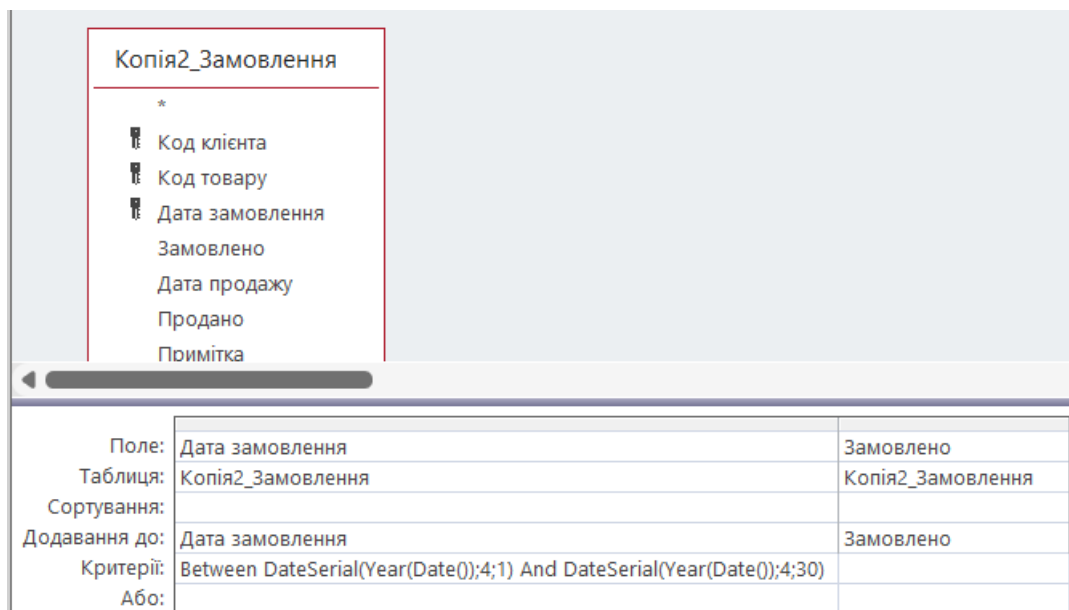 Копія2_Замовлення
*
Код клієнта
Код товару
Дата замовлення
Замовлено
Дата продажу
Продано
Примітка
Поле: Дата замовлення Замовлено
Таблиця: Копія2_Замовлення Копія2_Замовлення
Сортування:
Додавання до: Дата замовлення Замовлено
Критерії: Between DateSerial(Year(Date());4;1) And DateSerial(Year(Date());4;30)
Або: